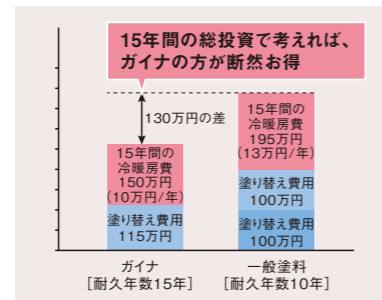 15年間の総投資で考えれば、
ガイナの方が断然お得
130万円の差
15年間の
冷暖房費
150万円
(10万円/年)
塗り替え費用
115万円
15年間の
冷暖房費
195万円
(13万円/年)
塗り替え費用
100万円
塗り替え費用
100万円
ガイナ
[耐久年数15年]
一般塗料
[耐久年数10年]